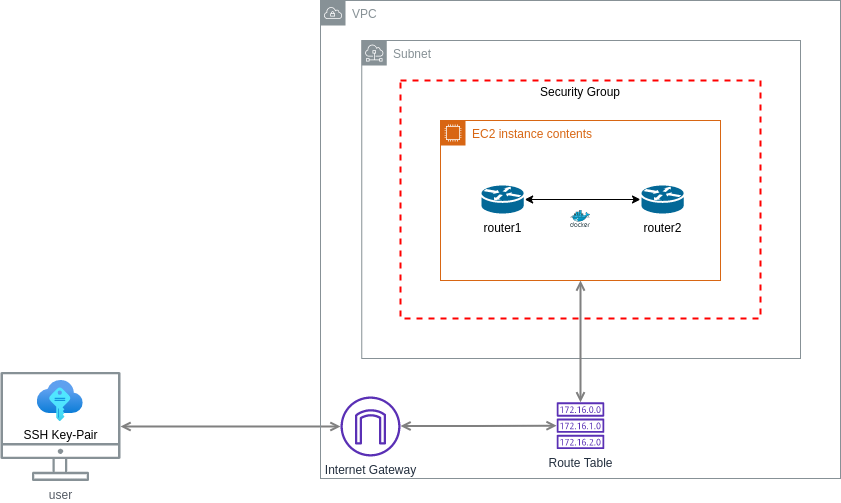 VPC
Subnet
Security Group
EC2 instance contents
docker
router1
router2
172.16.0.0
172.16.1.0
172.16.2.0
SSH Key-Pair
Internet Gateway
Route Table
user